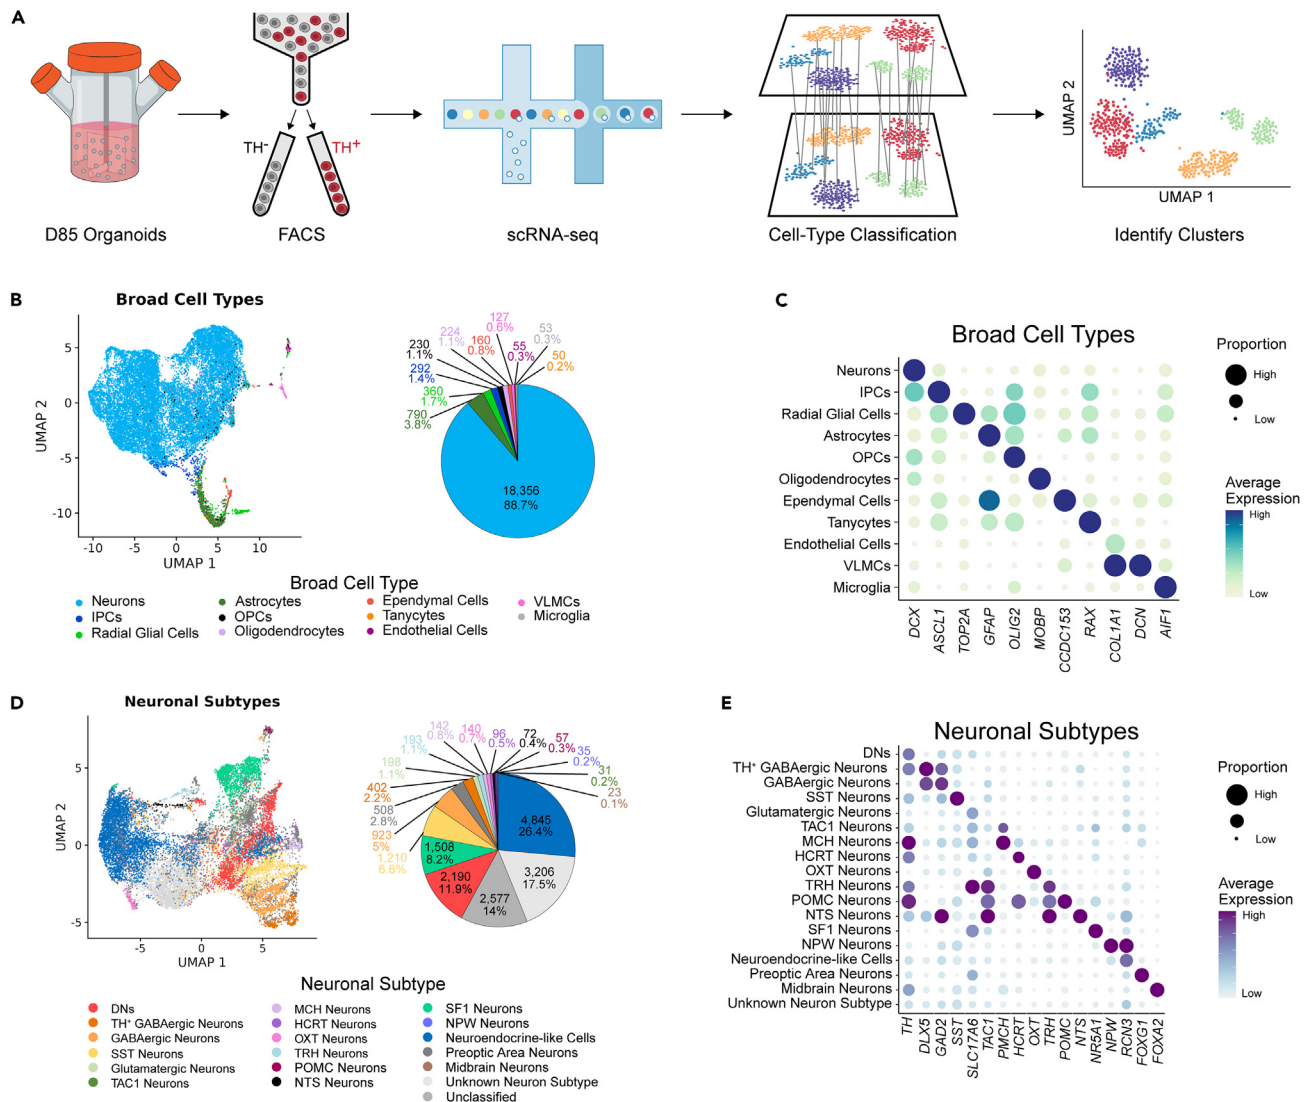 A
TH-
TH+
UMAP 2
UMAP 1
D85 Organoids
FACS
scRNA-seq
Cell-Type Classification
Identify Clusters
B
Broad Cell Types
UMAP 2
5
0
-5
-10
-10
-5
0
5
10
UMAP 1
127
0.6%
53
0.3%
224
1.1%
160
0.8%
55
0.3%
50
0.2%
230
1.1%
292
1.4%
360
1.7%
790
3.8%
18,356
88.7%
Broad Cell Type
Neurons
IPCs
Radial Glial Cells
Astrocytes
OPCs
Oligodendrocytes
Ependymal Cells
Tanycytes
Endothelial Cells
VLMCs
Microglia
C
Broad Cell Types
Neurons
IPCs
Radial Glial Cells
Astrocytes
OPCs
Oligodendrocytes
Ependymal Cells
Tanycytes
Endothelial Cells
VLMCs
Microglia
DCX
ASCL1
TOP2A
GFAP
OLIG2
MOBP
CCDC153
RAX
COL1A1
DCN
AIF1
Proportion
High
Low
Average
Expression
High
Low
D
Neuronal Subtypes
UMAP 2
5
0
-5
-5
0
5
UMAP 1
142
0.8%
140
0.7%
96
0.5%
72
0.4%
57
0.3%
35
0.2%
31
0.2%
23
0.1%
193
1.1%
198
1.1%
402
2.2%
508
2.8%
923
5%
1,210
6.6%
1,508
8.2%
2,190
11.9%
2,577
14%
3,206
17.5%
4,845
26.4%
Neuronal Subtype
DNs
TH+ GABAergic Neurons
GABAergic Neurons
SST Neurons
Glutamatergic Neurons
TAC1 Neurons
MCH Neurons
HCRT Neurons
OXT Neurons
TRH Neurons
POMC Neurons
NTS Neurons
SF1 Neurons
NPW Neurons
Neuroendocrine-like Cells
Preoptic Area Neurons
Midbrain Neurons
Unknown Neuron Subtype
Unclassified
E
Neuronal Subtypes
DNs
TH+ GABAergic Neurons
GABAergic Neurons
SST Neurons
Glutamatergic Neurons
TAC1 Neurons
MCH Neurons
HCRT Neurons
OXT Neurons
TRH Neurons
POMC Neurons
NTS Neurons
SF1 Neurons
NPW Neurons
Neuroendocrine-like Cells
Preoptic Area Neurons
Midbrain Neurons
Unknown Neuron Subtype
TH
DLX5
GAD2
SST
SLC17A6
TAC1
PMCH
HCRT
OXT
TRH
POMC
NTS
NR5A1
NPW
RCN3
FOXG1
FOXA2
Proportion
High
Low
Average
Expression
High
Low